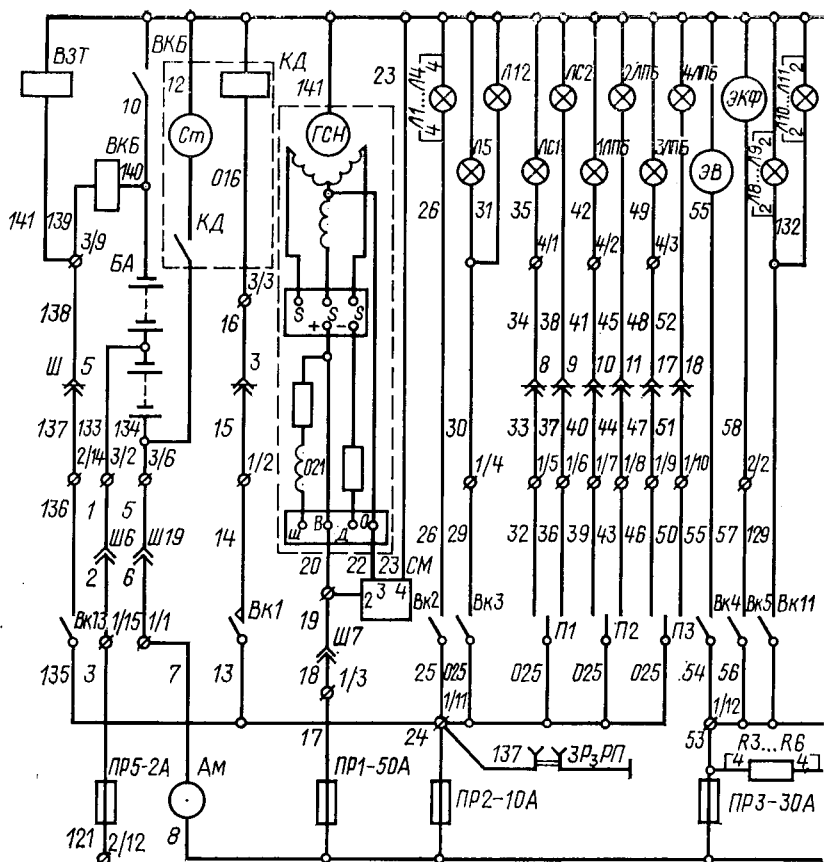 ВЗТ
ВКБ
12
КД
141
23
4
Л1...Л4
4
Л12
ЛС2
2ЛПБ
4ЛПБ
ЭКФ
2
Л10...Л11
2
10
Ст
ГСН
ВКБ
140
016
Л5
ЛС1
1ЛПБ
3ЛПБ
ЭВ
2
Л8...Л9
2
141
139
КД
26
31
35
42
49
55
132
3/9
4/1
4/2
4/3
БА
3/3
138
16
S
S
S
+
-
34
38
41
45
48
52
Ш
5
3
8
9
10
11
17
18
137
133
134
15
021
30
33
37
40
44
47
51
58
2/14
3/2
3/6
1/2
1/4
1/5
1/6
1/7
1/8
1/9
1/10
2/2
136
1
5
14
Ш
В
Д
О
26
29
32
36
39
43
46
50
55
57
129
Ш6
Ш19
20
22
23
СМ
2
6
2
3
4
Вк2
Вк3
Вк4
Вк5
Вк11
Вк13
1/15
1/1
Вк1
19
Ш7
П1
П2
П3
135
3
7
13
18
1/3
25
025
025
025
025
54
56
1/11
1/12
17
24
53
137
ЗР3РП
4
R3...R6
4
ПР5-2А
Ам
ПР1-50А
ПР2-10А
ПР3-30А
121
2/12
8